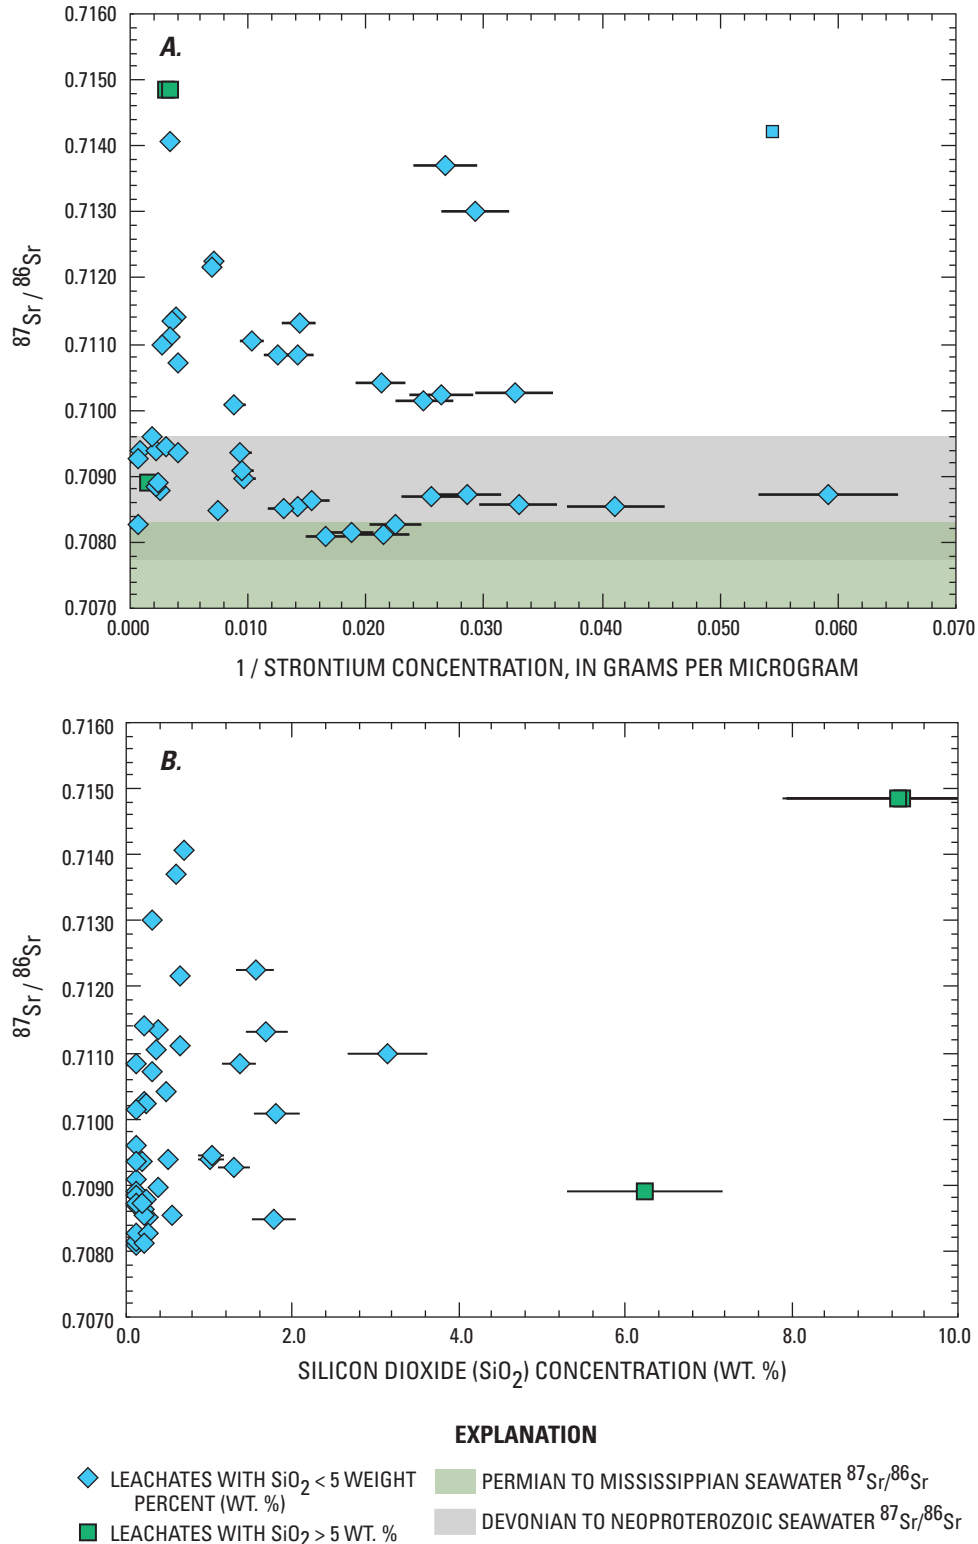 0.7160
0.7150
0.7140
0.7130
0.7120
0.7110
0.7100
0.7090
0.7080
0.7070
87Sr / 86Sr
A.
0.000 0.010 0.020 0.030 0.040 0.050 0.060 0.070
1 / STRONTIUM CONCENTRATION, IN GRAMS PER MICROGRAM
0.7160
0.7150
0.7140
0.7130
0.7120
0.7110
0.7100
0.7090
0.7080
0.7070
87Sr / 86Sr
B.
0.0 2.0 4.0 6.0 8.0 10.0
SILICON DIOXIDE (SiO2) CONCENTRATION (WT. %)
EXPLANATION
LEACHATES WITH SiO2 < 5 WEIGHT
PERCENT (WT. %)
LEACHATES WITH SiO2 > 5 WT. %
PERMIAN TO MISSISSIPPIAN SEAWATER 87Sr/86Sr
DEVONIAN TO NEOPROTEROZOIC SEAWATER 87Sr/86Sr